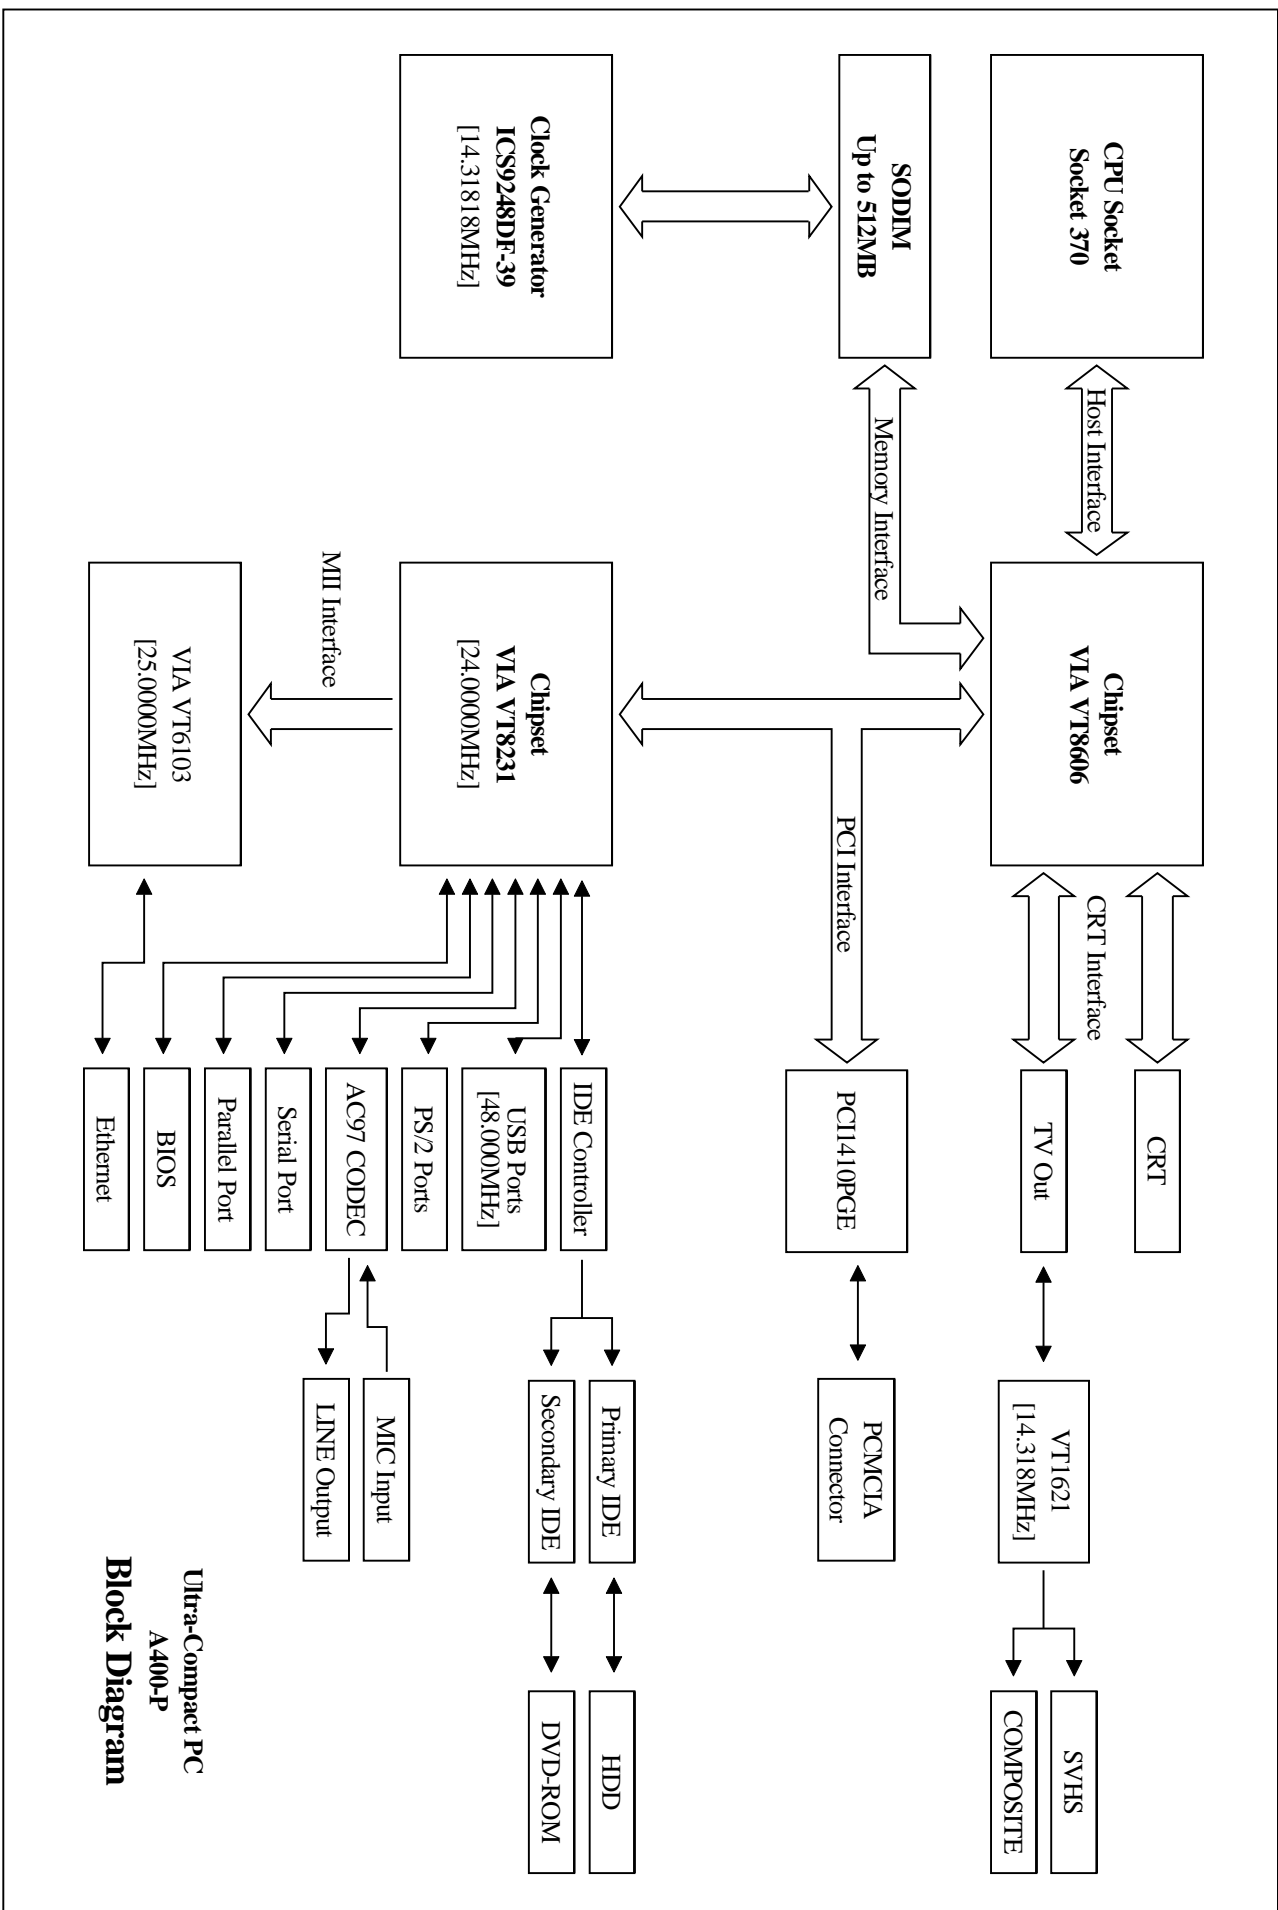 CPU Socket
Socket 370
Host Interface
Chipset
VIA VT8606
CRT
CRT Interface
TV Out
VT1621
[14.318MHz]
SVHS
COMPOSITE
SODIM
Up to 512MB
Memory Interface
PCI Interface
PCI1410PGE
PCMCIA
Connector
Clock Generator
ICS9248DF-39
[14.31818MHz]
Chipset
VIA VT8231
[24.0000MHz]
IDE Controller
Primary IDE
HDD
Secondary IDE
DVD-ROM
USB Ports
[48.000MHz]
PS/2 Ports
AC97 CODEC
MIC Input
LINE Output
Serial Port
Parallel Port
BIOS
Ethernet
MII Interface
VIA VT6103
[25.0000MHz]
Ultra-Compact PC
A400-P
Block Diagram